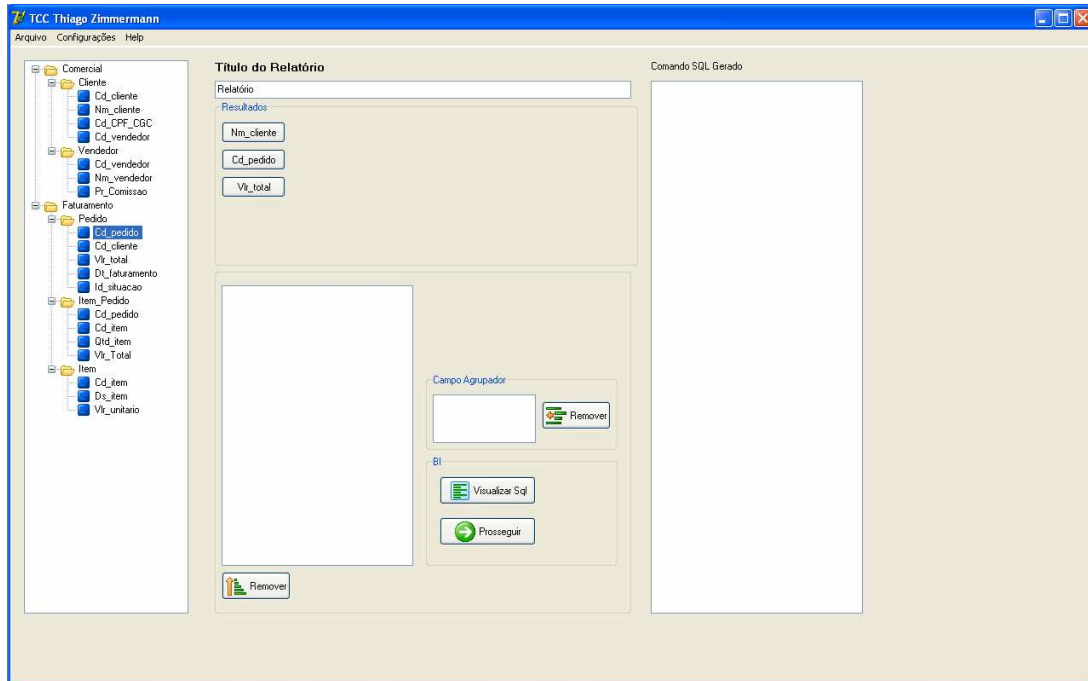 TCC Thiago Zimmermann
Arquivo Configurações Help
Comercial
Cliente
Cd_cliente
Nm_cliente
Cd_CPF_CGC
Cd_vendedor
Vendedor
Cd_vendedor
Nm_vendedor
Pr_Comissao
Faturamento
Pedido
Cd_pedido
Cd_cliente
Vlr_total
Dt_faturamento
Id_situacao
Item_Pedido
Cd_pedido
Cd_item
Qtd_item
Vlr_Total
Item
Cd_item
Ds_item
Vlr_unitario
Título do Relatório
Relatório
Resultados
Nm_cliente
Cd_pedido
Vlr_total
Campo Agrupador
Remover
BI
Visualizar Sql
Prosseguir
Remover
Comando SQL Gerado